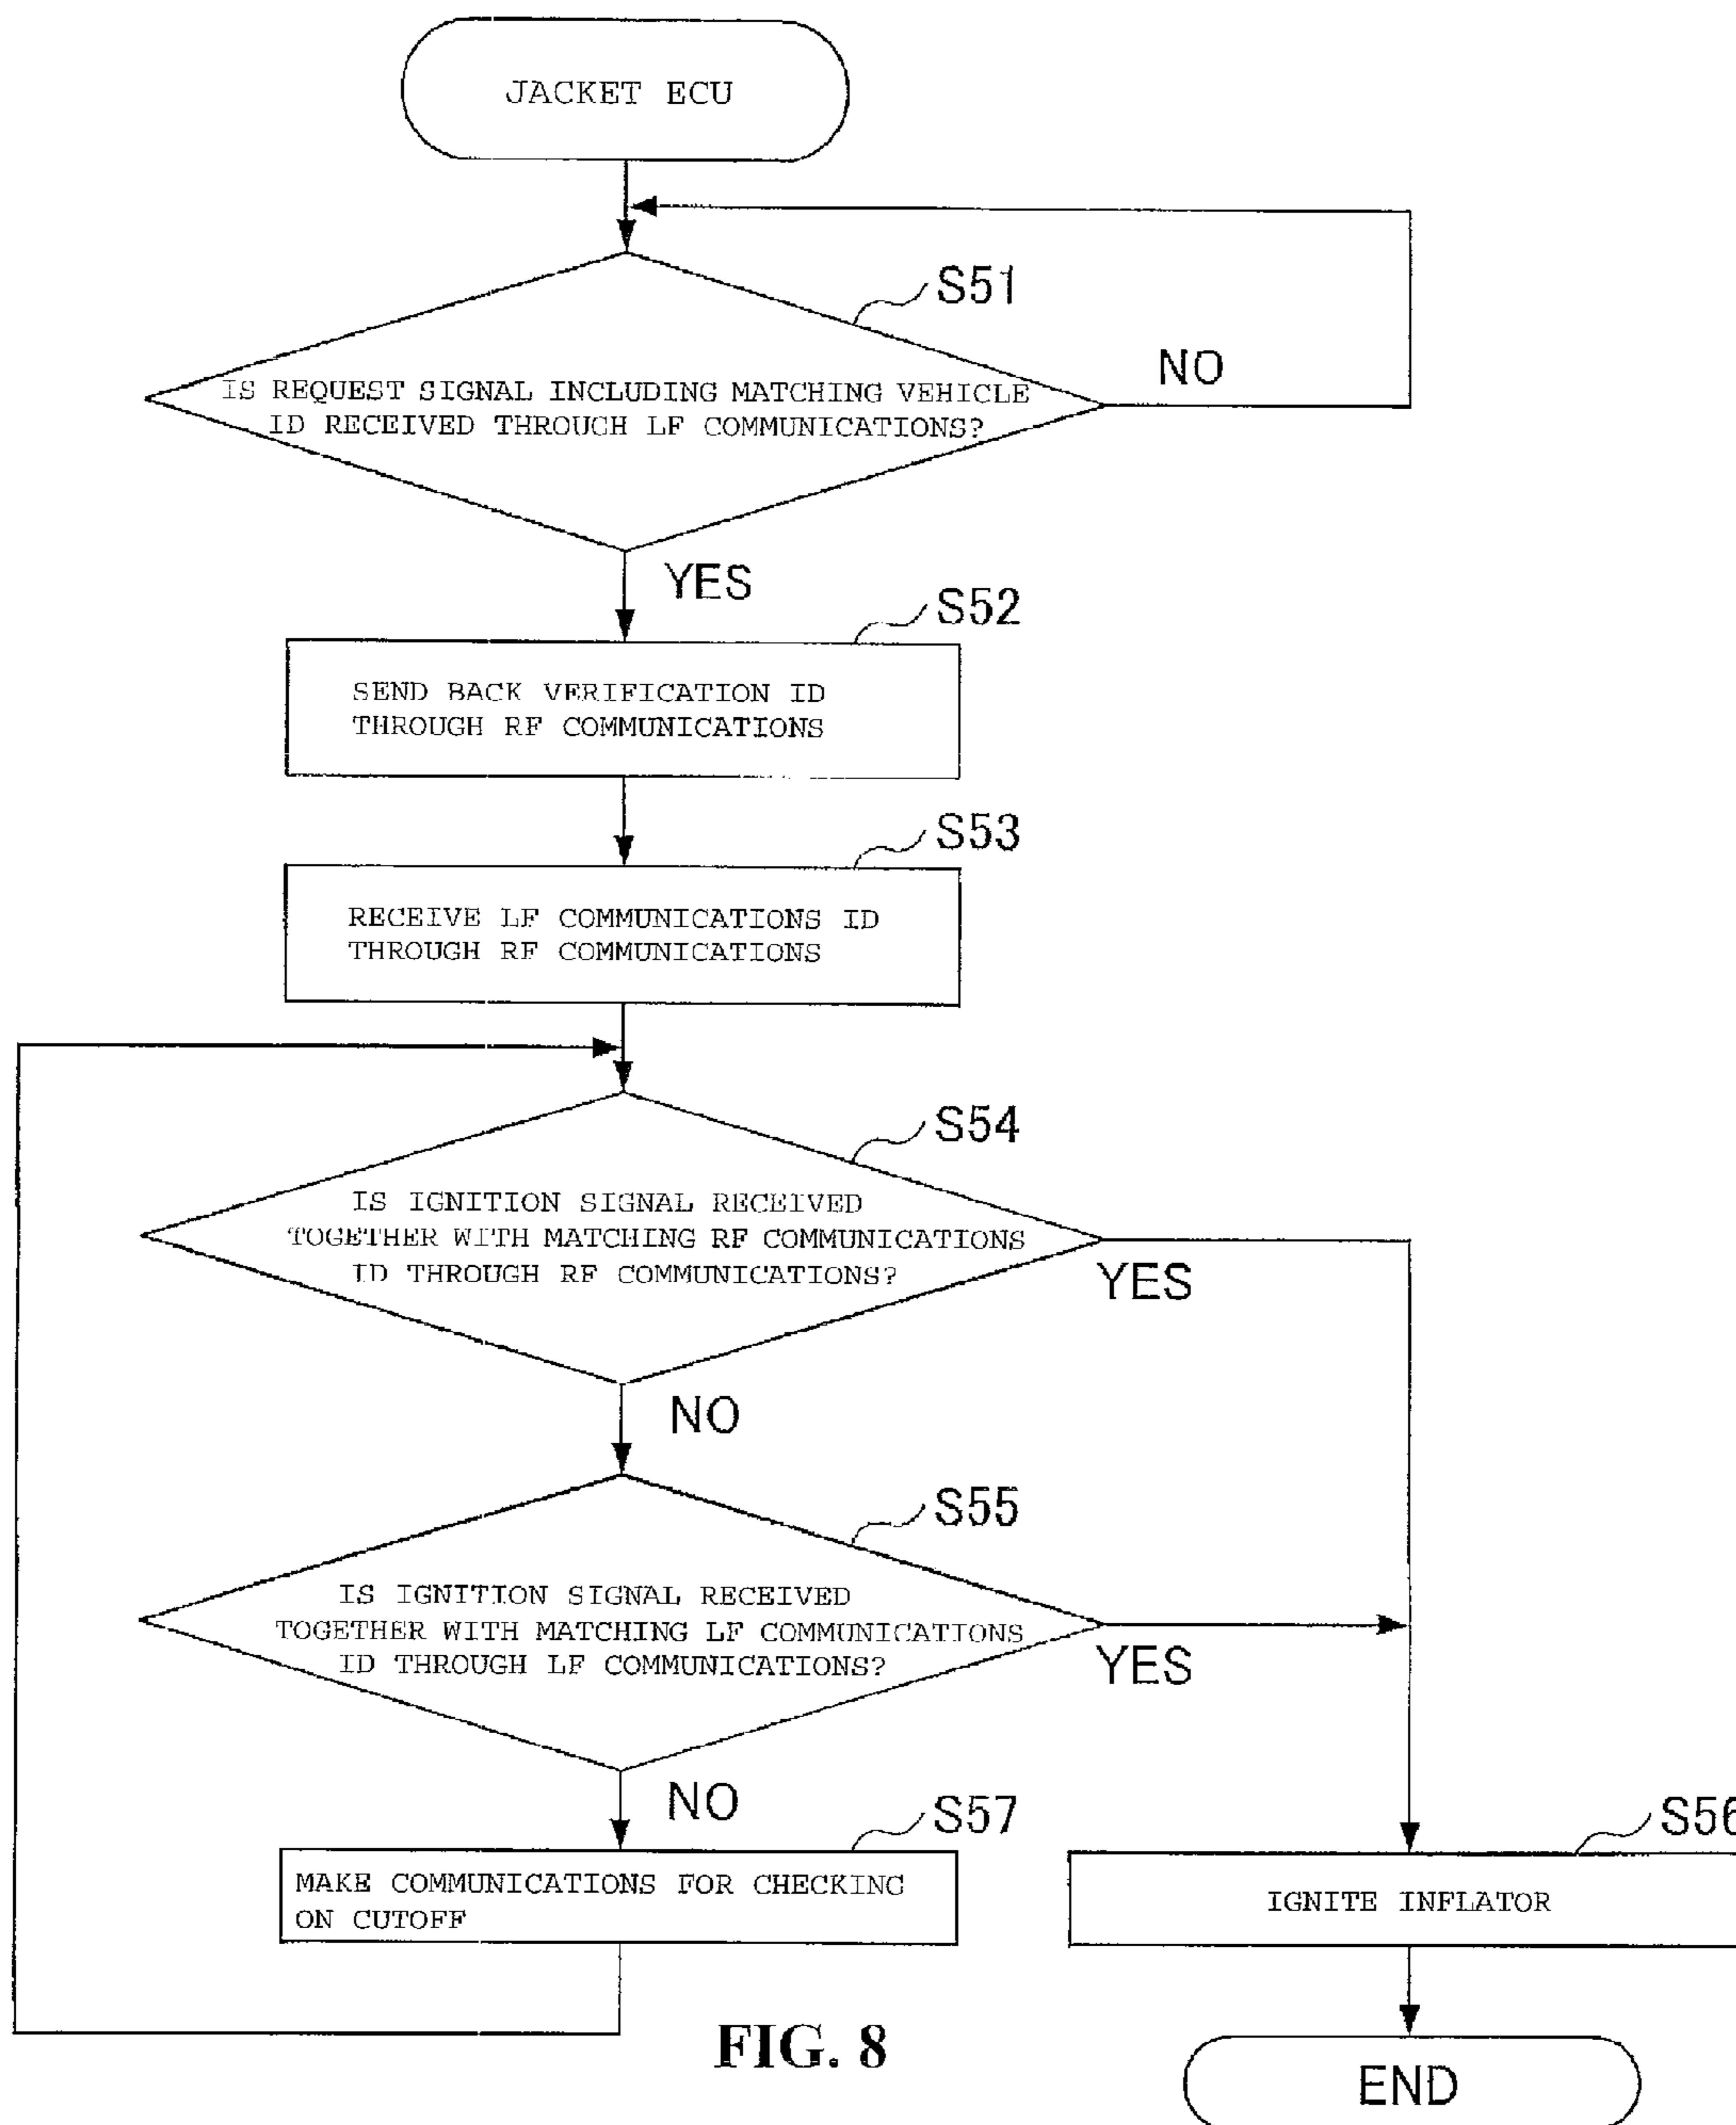 JACKET ECU
S51
IS REQUEST SIGNAL INCLUDING MATCHING VEHICLE
ID RECEIVED THROUGH LF COMMUNICATIONS?
NO
YES
S52
SEND BACK VERIFICATION ID
THROUGH RF COMMUNICATIONS
S53
RECEIVE LF COMMUNICATIONS ID
THROUGH RF COMMUNICATIONS
S54
IS IGNITION SIGNAL RECEIVED
TOGETHER WITH MATCHING RF COMMUNICATIONS
ID THROUGH RF COMMUNICATIONS?
YES
NO
S55
IS IGNITION SIGNAL RECEIVED
TOGETHER WITH MATCHING LF COMMUNICATIONS
ID THROUGH LF COMMUNICATIONS?
YES
NO
S57
MAKE COMMUNICATIONS FOR CHECKING
ON CUTOFF
S56
IGNITE INFLATOR
END
FIG. 8